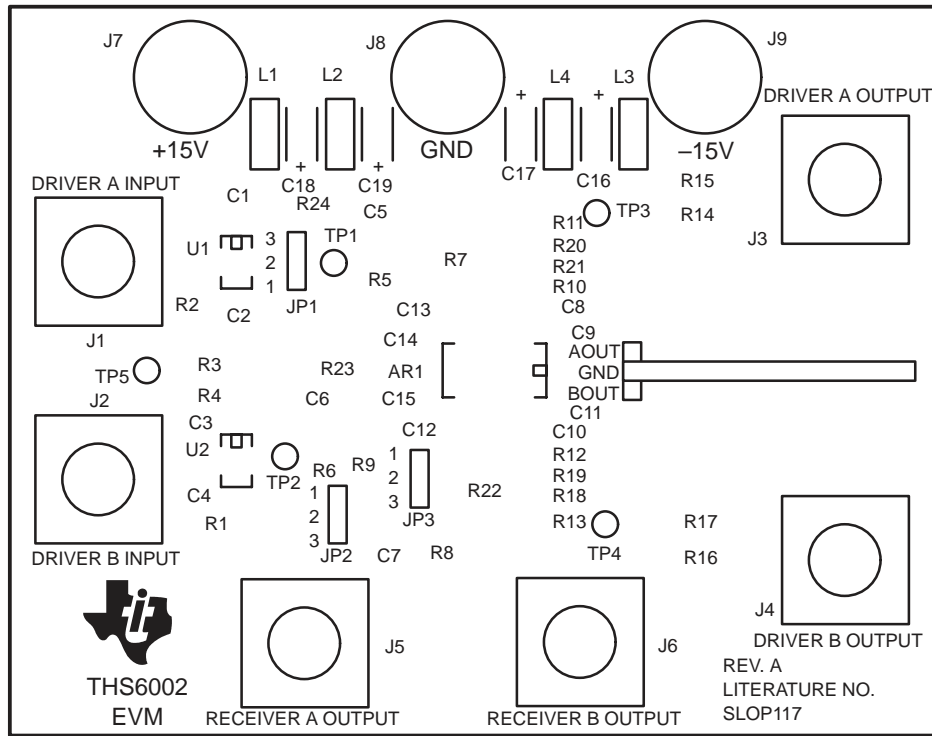 J7
J8
J9
L1
L2
L4
L3
DRIVER A OUTPUT
+
+
+15V
GND
–15V
+
+
C17
C16
R15
DRIVER A INPUT
C1
C18
C19
R24
C5
R11
TP3
R14
J3
U1
3
2
1
TP1
R20
R7
R21
R5
R10
R2
C2
JP1
C13
C8
J1
C14
C9
AOUT
TP5
R3
R23
AR1
GND
R4
C6
C15
BOUT
J2
C11
C3
C12
C10
U2
1
2
3
R12
TP2
R6
R9
R19
C4
1
2
3
R22
R18
R1
JP3
R13
R17
JP2
C7
R8
TP4
R16
DRIVER B INPUT
J4
J5
J6
DRIVER B OUTPUT
REV. A
THS6002
LITERATURE NO.
EVM
RECEIVER A OUTPUT
RECEIVER B OUTPUT
SLOP117